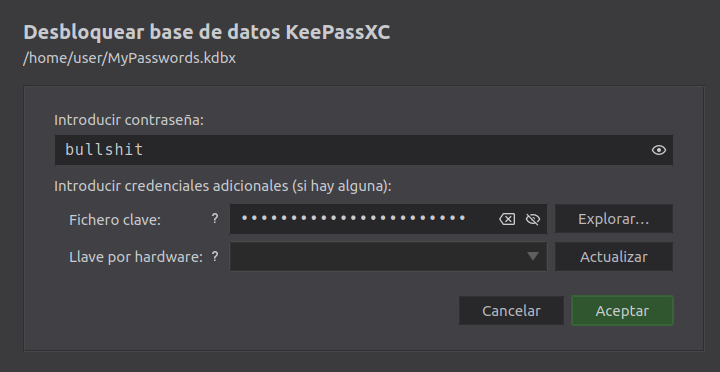 Desbloquear base de datos KeePassXC
/home/user/MyPasswords.kdbx
Introducir contraseña:
bullshit
Introducir credenciales adicionales (si hay alguna):
Fichero clave: ? ••••••••••••••••••••••• Explorar...
Llave por hardware: ? Actualizar
Cancelar Aceptar